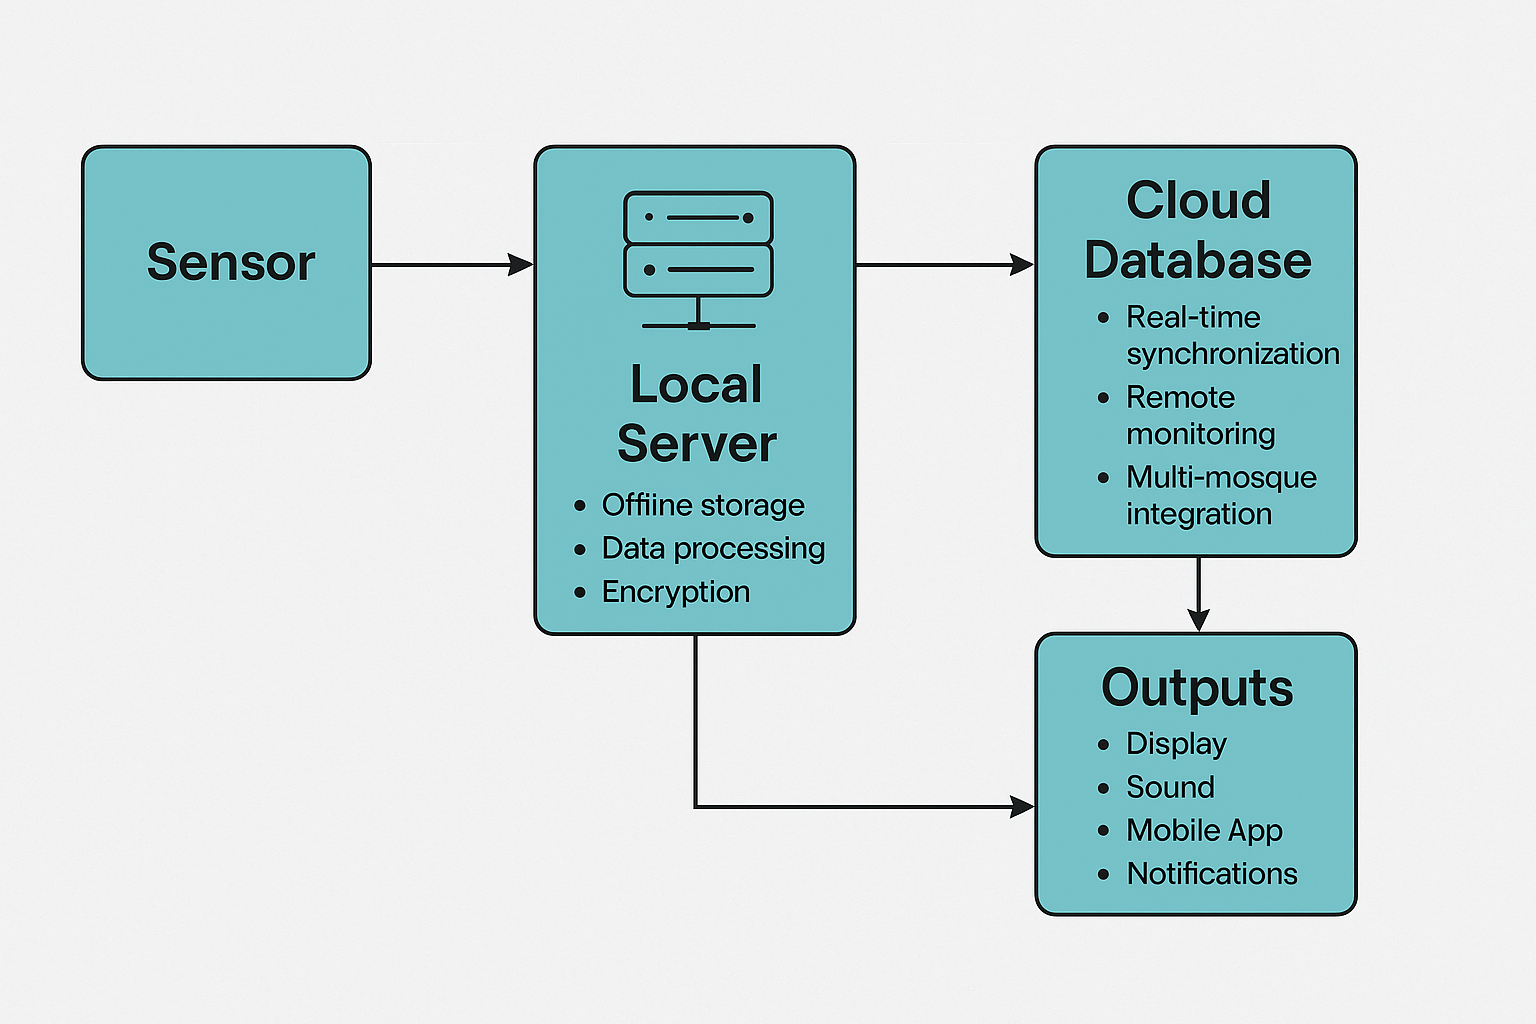 Sensor
Local
Server
• Offiine storage
• Data processing
• Encryption
Cloud
Database
• Real-time
synchronization
• Remote
monitoring
• Multi-mosque
integration
Outputs
• Display
• Sound
• Mobile App
• Notifications